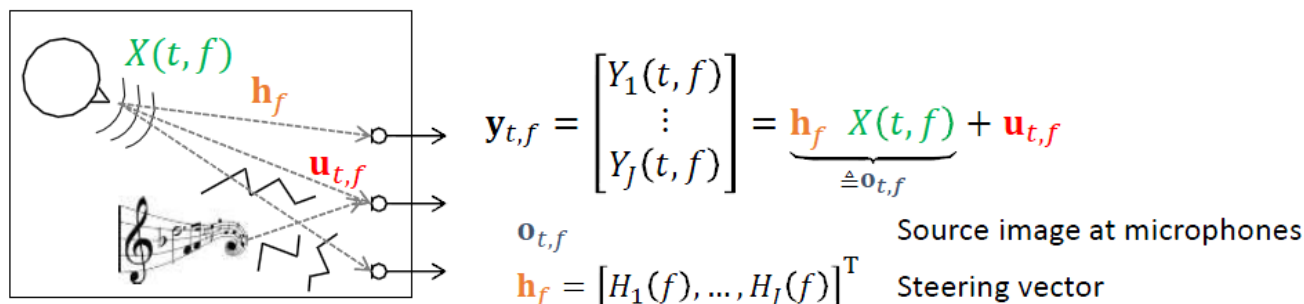 X(t, f)
h_f
u_{t,f}
y_{t,f} = [Y_1(t, f) ⋮ Y_J(t, f)] = h_f X(t, f) + u_{t,f}
≜o_{t,f}
o_{t,f} Source image at microphones
h_f = [H_1(f), … , H_J(f)]^T Steering vector